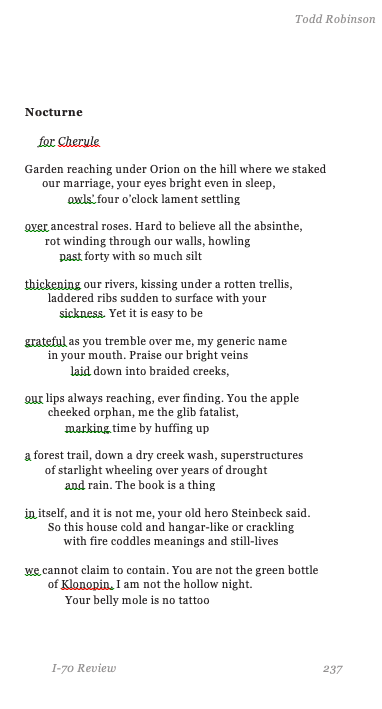 Todd Robinson
Nocturne
for Cheryle
Garden reaching under Orion on the hill where we staked
our marriage, your eyes bright even in sleep,
owls' four o'clock lament settling
over ancestral roses. Hard to believe all the absinthe,
rot winding through our walls, howling
past forty with so much silt
thickening our rivers, kissing under a rotten trellis,
laddered ribs sudden to surface with your
sickness. Yet it is easy to be
grateful as you tremble over me, my generic name
in your mouth. Praise our bright veins
laid down into braided creeks,
our lips always reaching, ever finding. You the apple
cheeked orphan, me the glib fatalist,
marking time by huffing up
a forest trail, down a dry creek wash, superstructures
of starlight wheeling over years of drought
and rain. The book is a thing
in itself, and it is not me, your old hero Steinbeck said.
So this house cold and hangar-like or crackling
with fire coddles meanings and still-lives
we cannot claim to contain. You are not the green bottle
of Klonopin, I am not the hollow night.
Your belly mole is no tattoo
I-70 Review
237